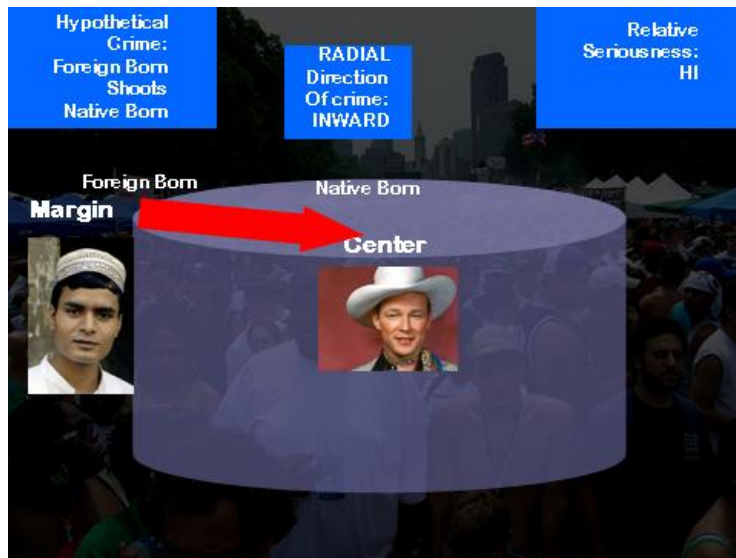 Hypothetical
Crime:
Foreign Born
Shoots
Native Born
RADIAL
Direction
Of crime:
INWARD
Relative
Seriousness:
HI
Foreign Born
Native Born
Margin
Center